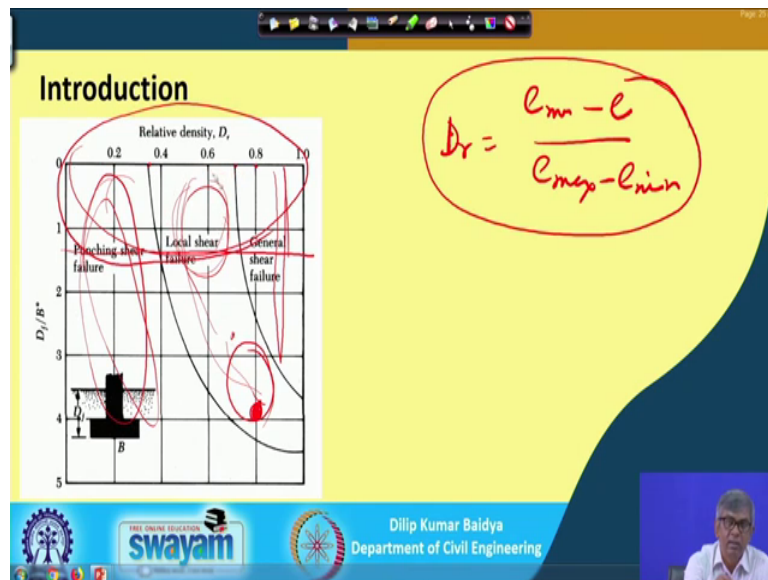 Page 25
Introduction
Relative density, Dr
0.2 0.4 0.6 0.8 1.0
0
1
2
3
4
5
Df/B*
Punching shear
failure
Local shear
failure
General
shear
failure
Df
B
Dr = emax - e / emax - emin
FREE ONLINE EDUCATION
swayam
Dilip Kumar Baidya
Department of Civil Engineering